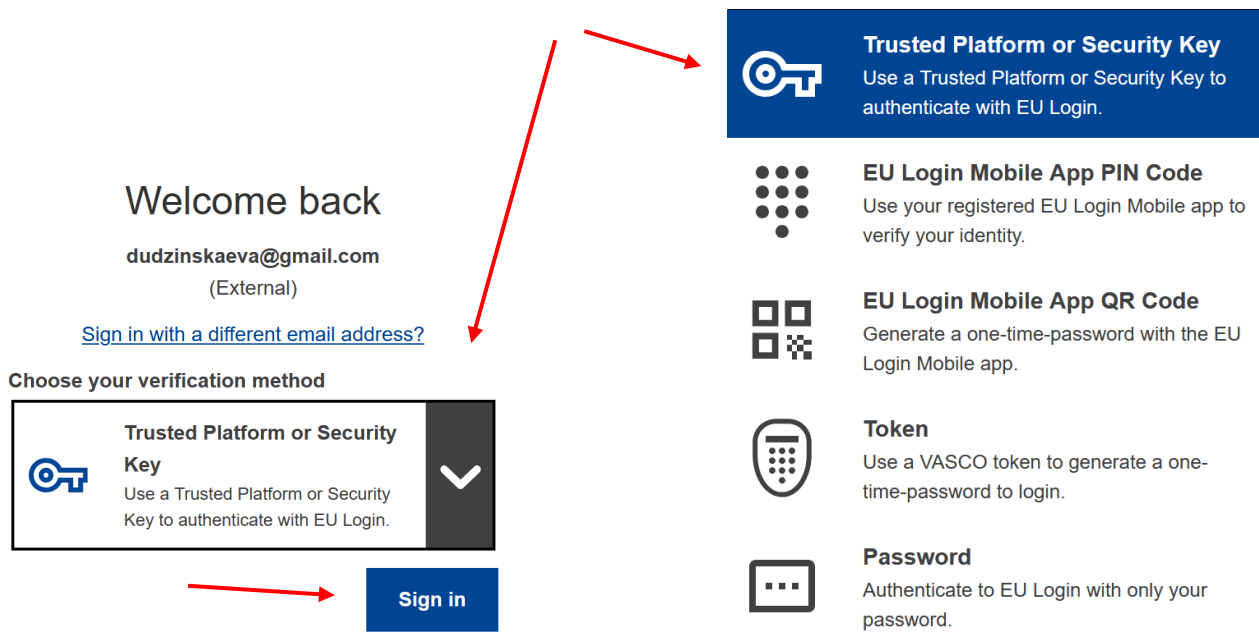 Welcome back
dudzinskaeva@gmail.com
(External)
Sign in with a different email address?
Choose your verification method
Trusted Platform or Security
Key
Use a Trusted Platform or Security
Key to authenticate with EU Login.
Sign in
Trusted Platform or Security Key
Use a Trusted Platform or Security Key to
authenticate with EU Login.
EU Login Mobile App PIN Code
Use your registered EU Login Mobile app to
verify your identity.
EU Login Mobile App QR Code
Generate a one-time-password with the EU
Login Mobile app.
Token
Use a VASCO token to generate a one-
time-password to login.
Password
Authenticate to EU Login with only your
password.